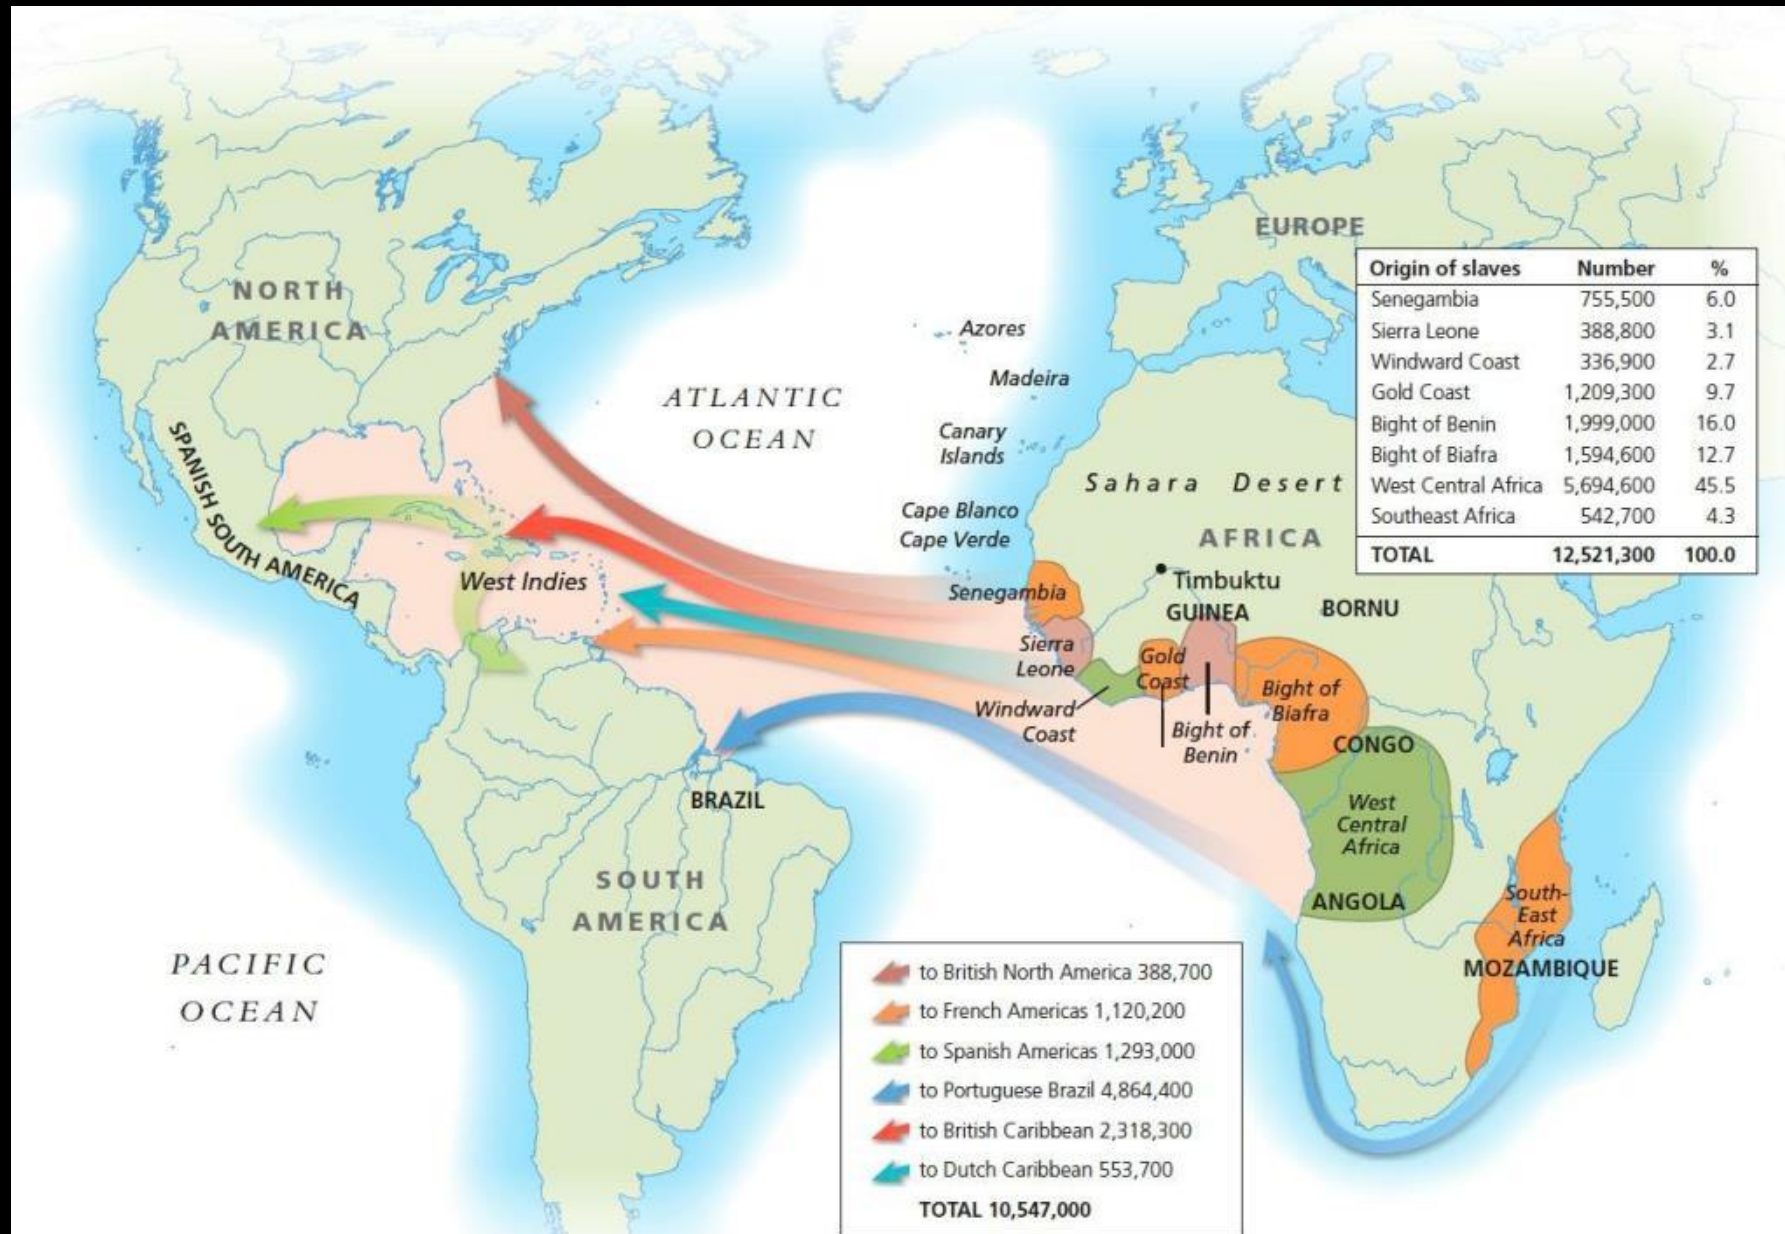 NORTH
AMERICA
SPANISH SOUTH AMERICA
West Indies
ATLANTIC
OCEAN
Azores
Madeira
Canary
Islands
Cape Blanco
Cape Verde
EUROPE
Sahara Desert
AFRICA
Timbuktu
GUINEA
BORNU
Senegambia
Sierra
Leone
Windward
Coast
Gold
Coast
Bight of
Benin
Bight of
Biafra
CONGO
West
Central
Africa
ANGOLA
South-
East
Africa
MOZAMBIQUE
BRAZIL
SOUTH
AMERICA
PACIFIC
OCEAN
Origin of slaves Number %
Senegambia 755,500 6.0
Sierra Leone 388,800 3.1
Windward Coast 336,900 2.7
Gold Coast 1,209,300 9.7
Bight of Benin 1,999,000 16.0
Bight of Biafra 1,594,600 12.7
West Central Africa 5,694,600 45.5
Southeast Africa 542,700 4.3
TOTAL 12,521,300 100.0
to British North America 388,700
to French Americas 1,120,200
to Spanish Americas 1,293,000
to Portuguese Brazil 4,864,400
to British Caribbean 2,318,300
to Dutch Caribbean 553,700
TOTAL 10,547,000